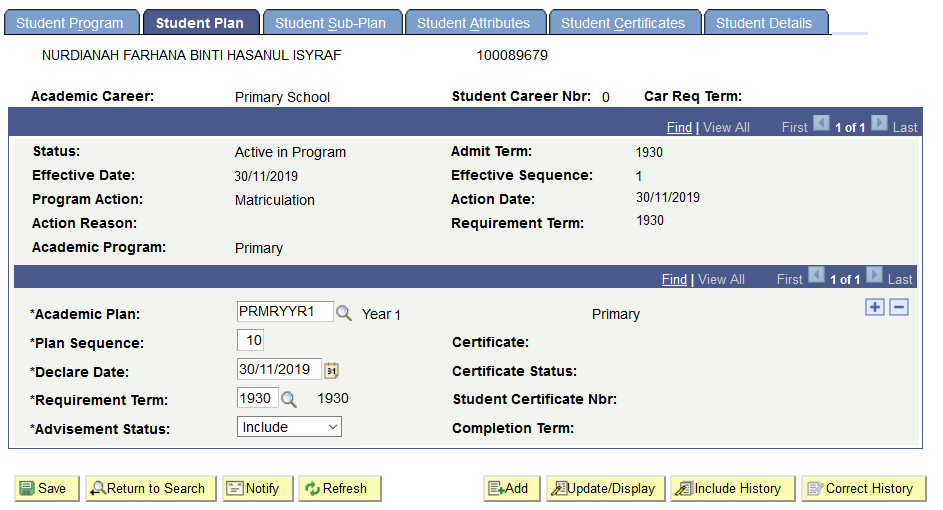 Student Program Student Plan Student Sub-Plan Student Attributes Student Certificates Student Details
NURDIANAH FARHANA BINTI HASANUL ISYRAF 100089679
Academic Career: Primary School Student Career Nbr: 0 Car Req Term:
Find | View All First 1 of 1 Last
Status: Active in Program Admit Term: 1930
Effective Date: 30/11/2019 Effective Sequence: 1
Program Action: Matriculation Action Date: 30/11/2019
Action Reason: Requirement Term: 1930
Academic Program: Primary
Find | View All First 1 of 1 Last
*Academic Plan: PRMRYYR1 Year 1 Primary
*Plan Sequence: 10 Certificate:
*Declare Date: 30/11/2019 31 Certificate Status:
*Requirement Term: 1930 1930 Student Certificate Nbr:
*Advisement Status: Include Completion Term:
Save Return to Search Notify Refresh Add Update/Display Include History Correct History